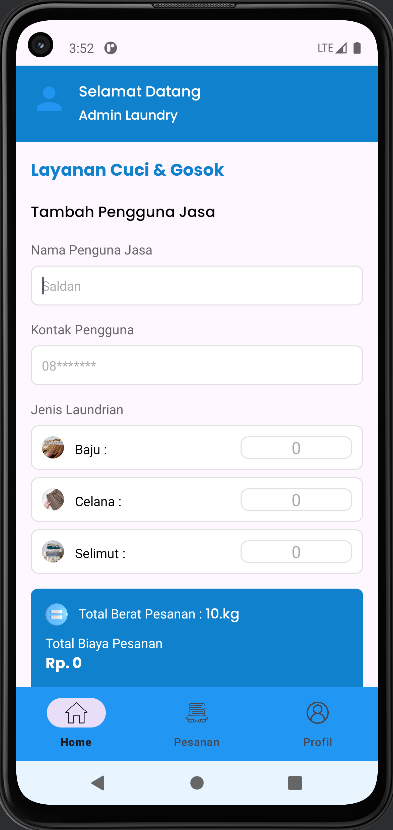 3:52
LTE
Selamat Datang
Admin Laundry
Layanan Cuci & Gosok
Tambah Pengguna Jasa
Nama Penguna Jasa
Saldan
Kontak Pengguna
08*******
Jenis Laundrian
Baju : 0
Celana : 0
Selimut : 0
Total Berat Pesanan : 10.kg
Total Biaya Pesanan
Rp. 0
Home Pesanan Profil